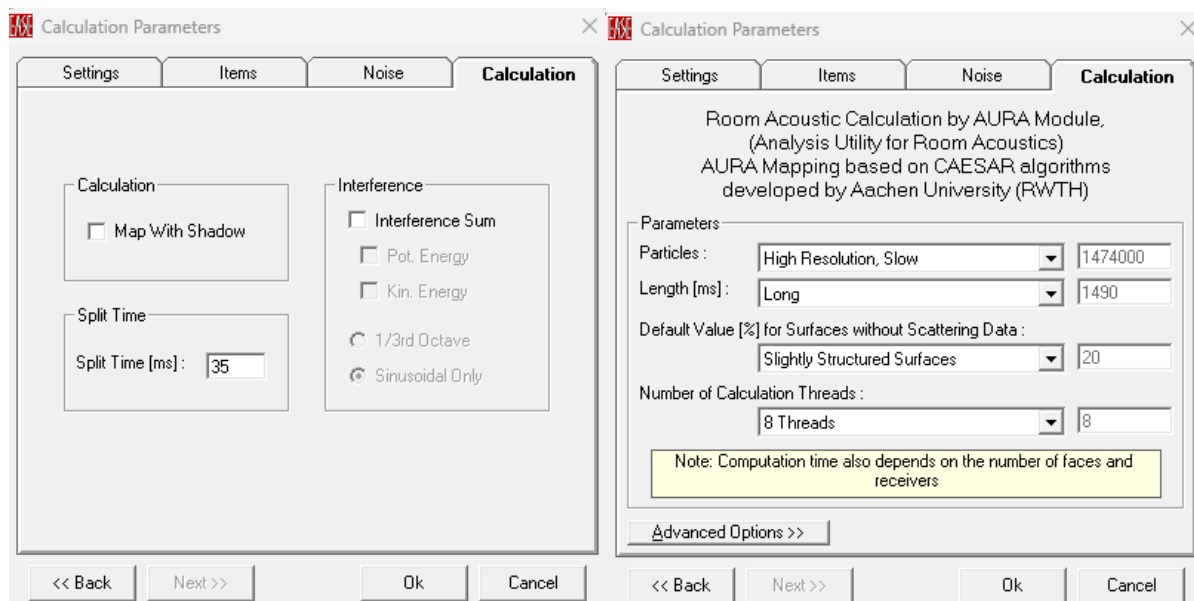 EASE Calculation Parameters
Settings Items Noise Calculation
Calculation
Map With Shadow
Split Time
Split Time [ms] : 35
Interference
Interference Sum
Pot. Energy
Kin. Energy
1/3rd Octave
Sinusoidal Only
<< Back Next >> Ok Cancel
EASE Calculation Parameters
Settings Items Noise Calculation
Room Acoustic Calculation by AURA Module,
(Analysis Utility for Room Acoustics)
AURA Mapping based on CAESAR algorithms
developed by Aachen University (RWTH)
Parameters
Particles : High Resolution, Slow 1474000
Length [ms] : Long 1490
Default Value [%] for Surfaces without Scattering Data :
Slightly Structured Surfaces 20
Number of Calculation Threads :
8 Threads 8
Note: Computation time also depends on the number of faces and
receivers
Advanced Options >>
<< Back Next >> Ok Cancel